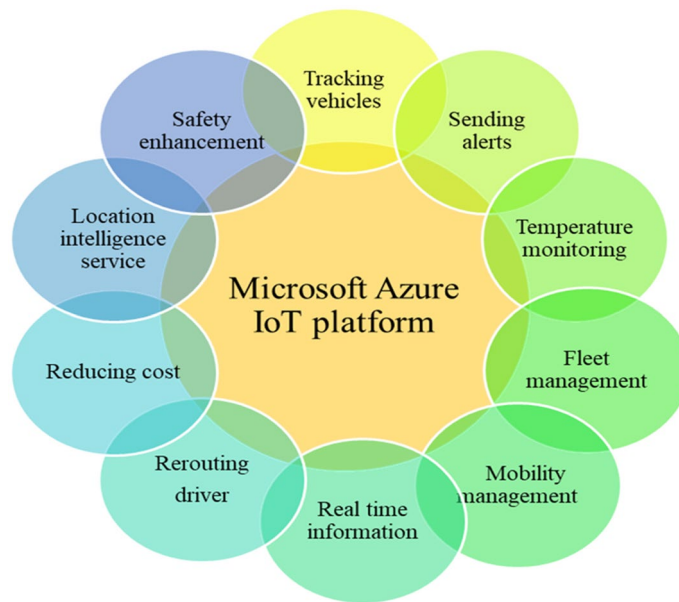 Tracking
vehicles
Sending
alerts
Temperature
monitoring
Fleet
management
Mobility
management
Real time
information
Rerouting
driver
Reducing cost
Location
intelligence
service
Safety
enhancement
Microsoft Azure
IoT platform